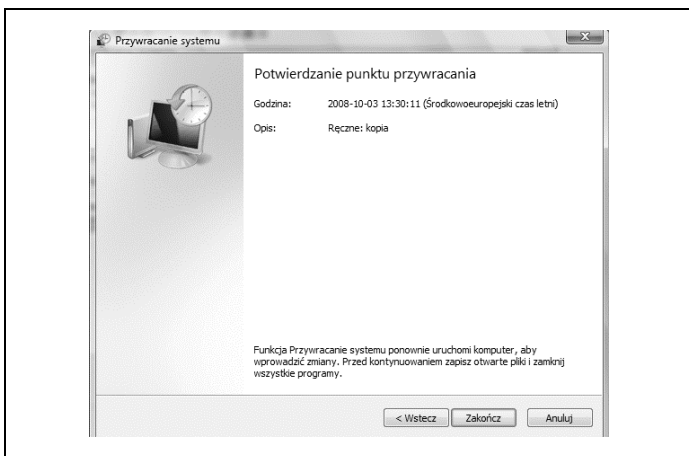 Przywracanie systemu
Potwierdzanie punktu przywracania
Godzina: 2008-10-03 13:30:11 (Środkowoeuropejski czas letni)
Opis: Ręczne: kopia
Funkcja Przywracanie systemu ponownie uruchomi komputer, aby
wprowadzić zmiany. Przed kontynuowaniem zapisz otwarte pliki i zamknij
wszystkie programy.
< Wstecz Zakończ Anuluj